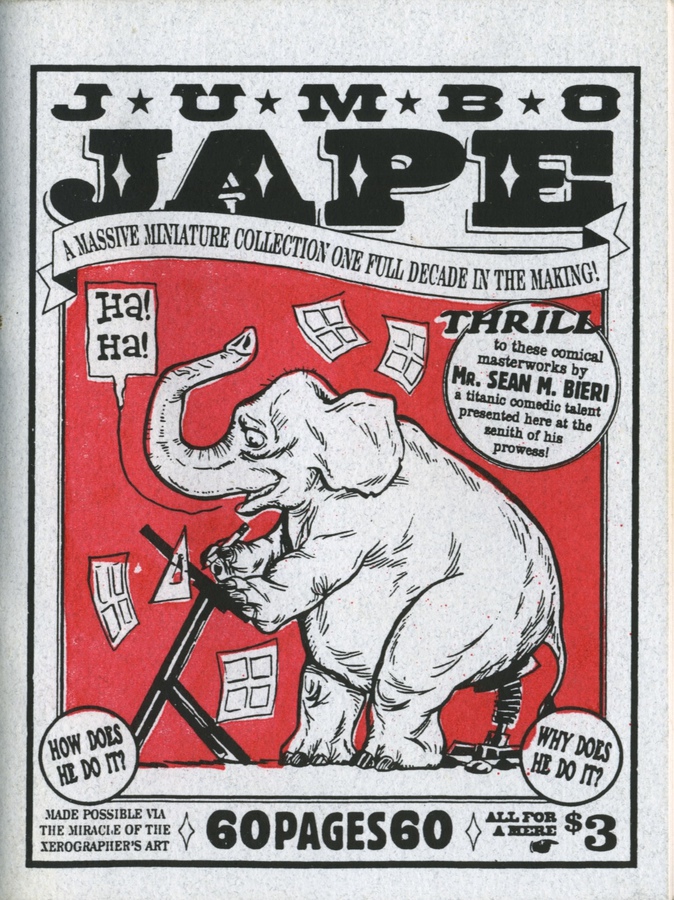 J★U★M★B★O
JAPE
A MASSIVE MINIATURE COLLECTION ONE FULL DECADE IN THE MAKING!
Ha!
Ha!
THRILL
to these comical
masterworks by
MR. SEAN M. BIERI
a titanic comedic talent
presented here at the
zenith of his
prowess!
HOW DOES
HE DO IT?
WHY DOES
HE DO IT?
MADE POSSIBLE VIA
THE MIRACLE OF THE
XEROGRAPHER'S ART
60PAGES60
ALL FOR
A MERE
$3